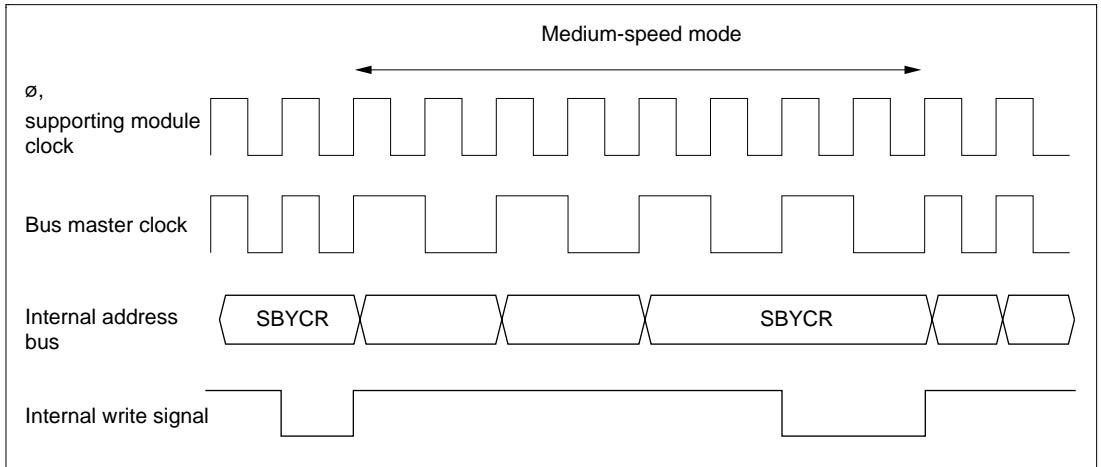 Medium-speed mode
ø,
supporting module
clock
Bus master clock
Internal address
bus
SBYCR
SBYCR
Internal write signal